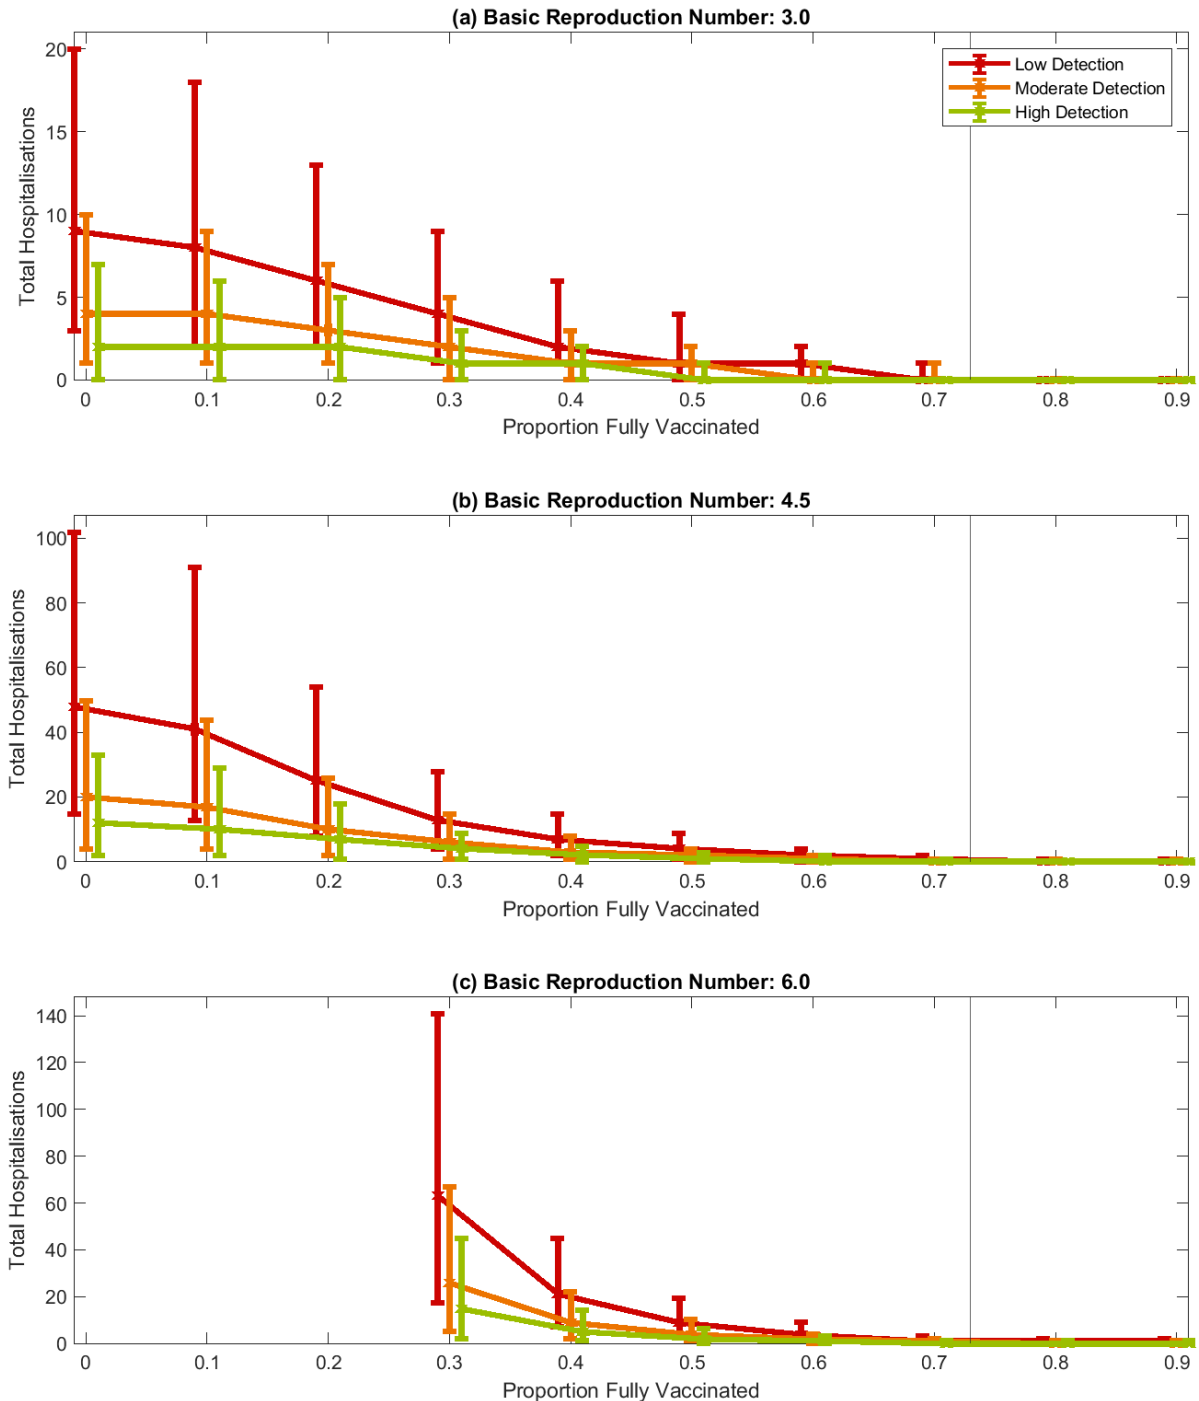 (a) Basic Reproduction Number: 3.0
Low Detection
Moderate Detection
High Detection
Total Hospitalisations
20
15
10
5
0
0 0.1 0.2 0.3 0.4 0.5 0.6 0.7 0.8 0.9
Proportion Fully Vaccinated
(b) Basic Reproduction Number: 4.5
Total Hospitalisations
100
80
60
40
20
0
0 0.1 0.2 0.3 0.4 0.5 0.6 0.7 0.8 0.9
Proportion Fully Vaccinated
(c) Basic Reproduction Number: 6.0
Total Hospitalisations
140
120
100
80
60
40
20
0
0 0.1 0.2 0.3 0.4 0.5 0.6 0.7 0.8 0.9
Proportion Fully Vaccinated